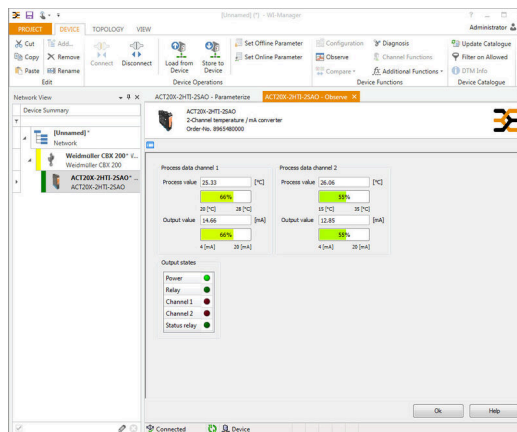 [Unnamed] (*) - WI-Manager
PROJECT DEVICE TOPOLOGY VIEW Administrator
Cut Add... Set Offline Parameter Configuration Diagnosis Update Catalogue
Copy Remove Connect Disconnect Load from Device Store to Device Set Online Parameter Observe Channel Functions Filter on Allowed
Paste Rename Compare Additional Functions DTM Info
Edit Device Operations Device Functions Device Catalogue
Network View
Device Summary
[Unnamed]*
Network
Weidmüller CBX 200*
Weidmüller CBX 200
ACT20X-2HTI-2SAO* ...
ACT20X-2HTI-2SAO
ACT20X-2HTI-2SAO - Parameterize ACT20X-2HTI-2SAO - Observe
ACT20X-2HTI-2SAO
2-Channel temperature / mA converter
Order-No. 8965480000
Process data channel 1 Process data channel 2
Process value 25.33 [°C] Process value 26.06 [°C]
66% 55%
20 [°C] 28 [°C] 15 [°C] 35 [°C]
Output value 14.66 [mA] Output value 12.85 [mA]
66% 55%
4 [mA] 20 [mA] 4 [mA] 20 [mA]
Output states
Power
Relay
Channel 1
Channel 2
Status relay
Ok Help
Connected Device